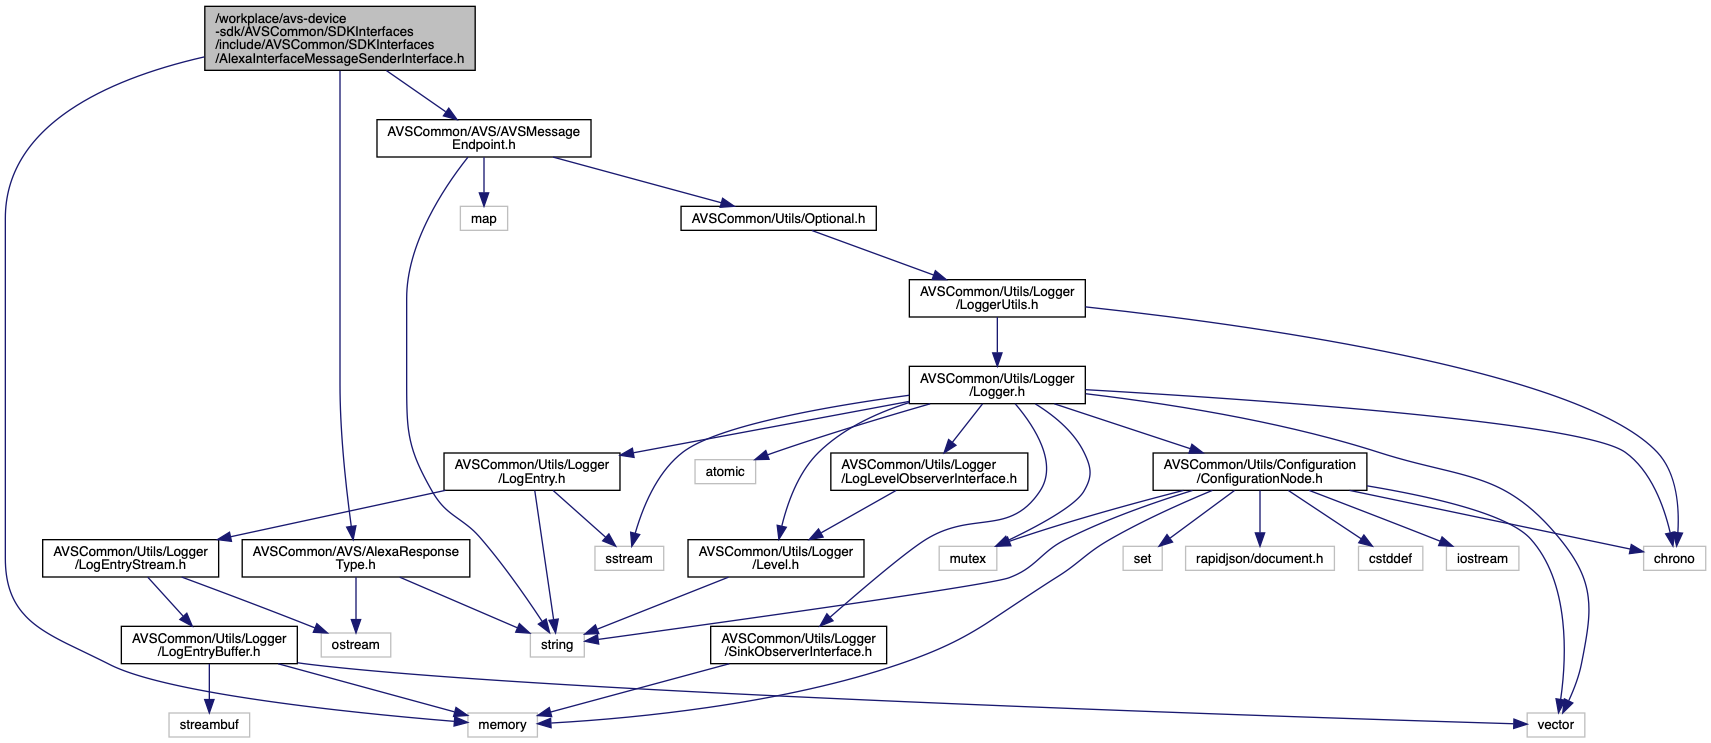 /workplace/avs-device
-sdk/AVSCommon/SDKInterfaces
/include/AVSCommon/SDKInterfaces
/AlexaInterfaceMessageSenderInterface.h
AVSCommon/AVS/AVSMessage
Endpoint.h
map
AVSCommon/Utils/Optional.h
AVSCommon/Utils/Logger
/LoggerUtils.h
AVSCommon/Utils/Logger
/Logger.h
AVSCommon/Utils/Logger
/LogEntry.h
atomic
AVSCommon/Utils/Logger
/LogLevelObserverInterface.h
AVSCommon/Utils/Configuration
/ConfigurationNode.h
AVSCommon/Utils/Logger
/LogEntryStream.h
AVSCommon/AVS/AlexaResponse
Type.h
sstream
AVSCommon/Utils/Logger
/Level.h
mutex
set
rapidjson/document.h
cstddef
iostream
chrono
AVSCommon/Utils/Logger
/LogEntryBuffer.h
ostream
string
AVSCommon/Utils/Logger
/SinkObserverInterface.h
streambuf
memory
vector